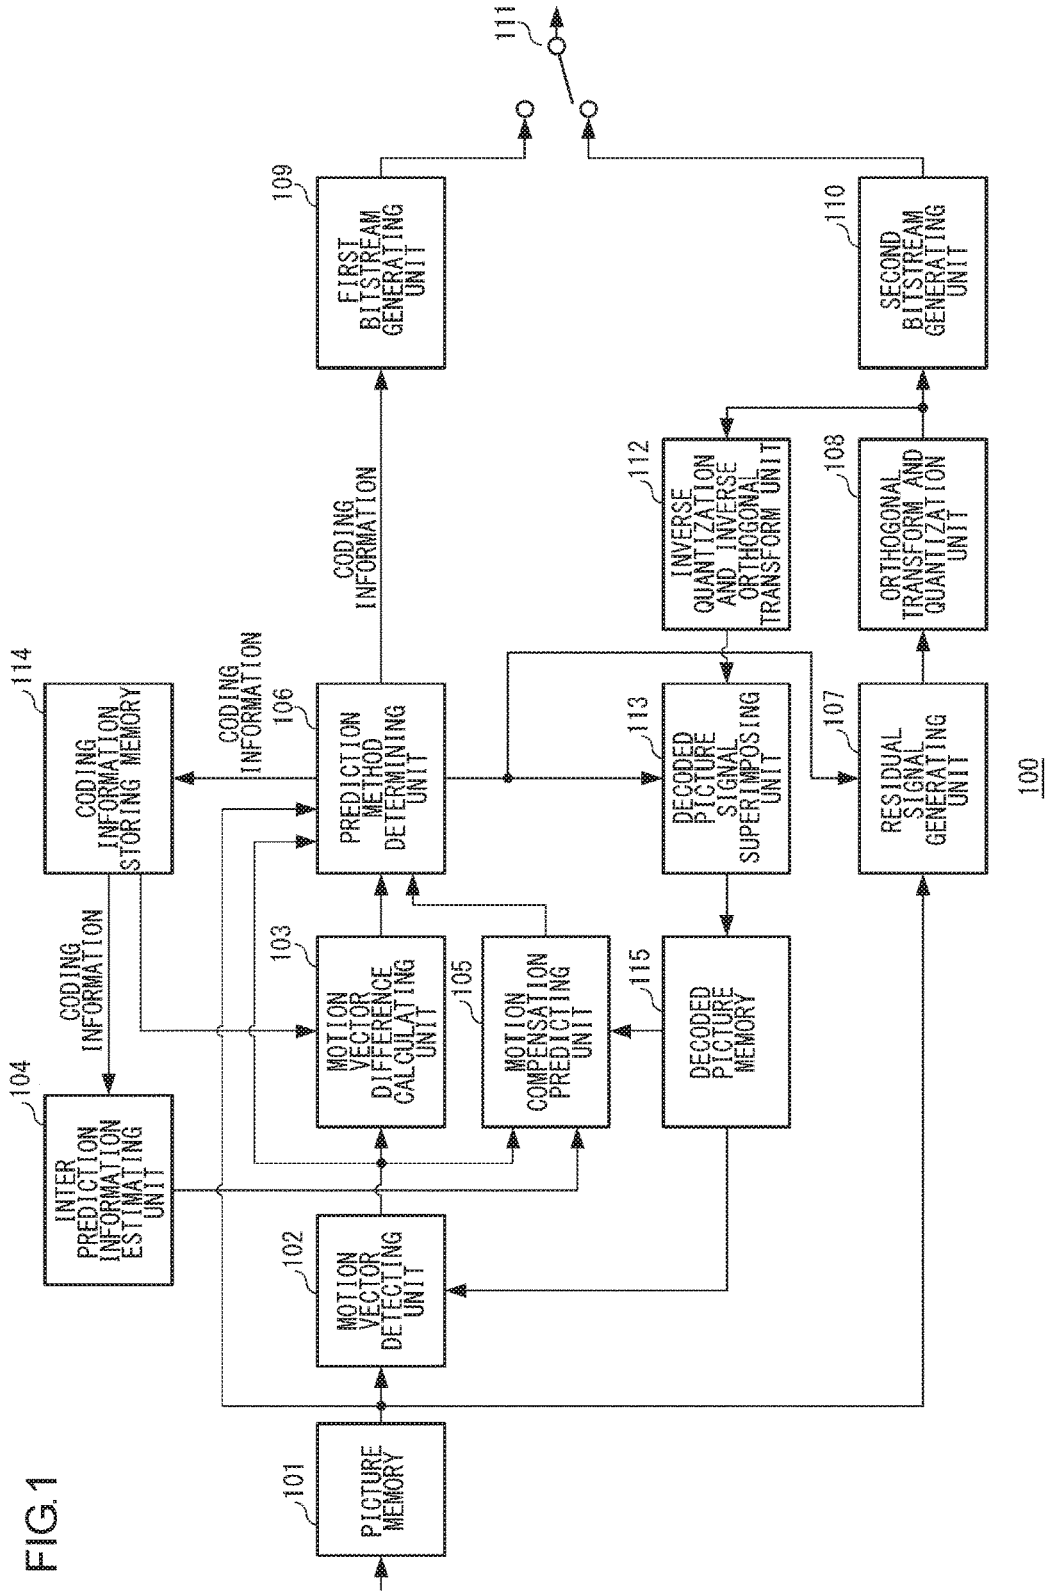 FIG.1
101
PICTURE
MEMORY
102
MOTION
VECTOR
DETECTING
UNIT
103
MOTION
VECTOR
DIFFERENCE
CALCULATING
UNIT
104
INTER
PREDICTION
INFORMATION
ESTIMATING
UNIT
CODING
INFORMATION
114
CODING
INFORMATION
STORING MEMORY
CODING
INFORMATION
106
PREDICTION
METHOD
DETERMINING
UNIT
CODING
INFORMATION
109
FIRST
BITSTREAM
GENERATING
UNIT
111
105
MOTION
COMPENSATION
PREDICTING
UNIT
115
DECODED
PICTURE
MEMORY
113
DECODED
PICTURE
SIGNAL
SUPERIMPOSING
UNIT
112
INVERSE
QUANTIZATION
AND INVERSE
ORTHOGONAL
TRANSFORM UNIT
107
RESIDUAL
SIGNAL
GENERATING
UNIT
108
ORTHOGONAL
TRANSFORM AND
QUANTIZATION
UNIT
110
SECOND
BITSTREAM
GENERATING
UNIT
100